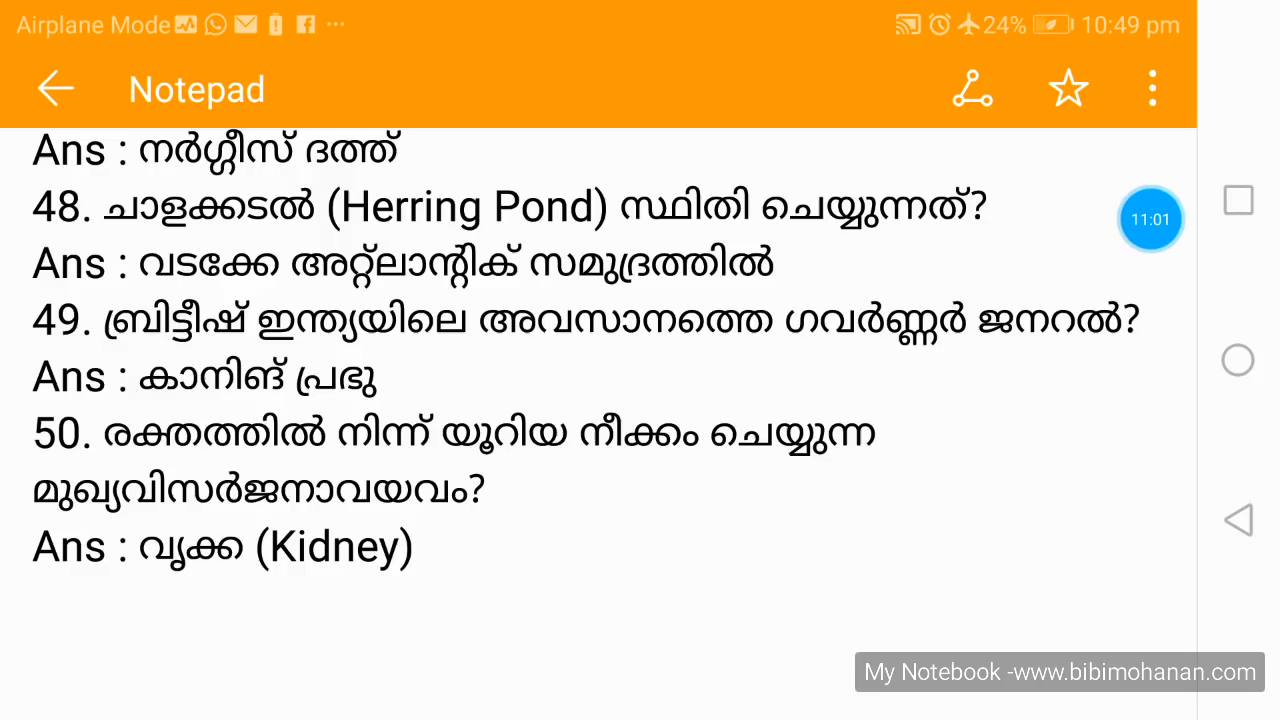 Airplane Mode ... 24% 10:49 pm
Notepad
Ans : നർഗ്ഗീസ് ദത്ത്
48. ചാളക്കടൽ (Herring Pond) സ്ഥിതി ചെയ്യുന്നത്?
11:01
Ans : വടക്കേ അറ്റ്ലാന്റിക് സമുദ്രത്തിൽ
49. ബ്രിട്ടീഷ് ഇന്ത്യയിലെ അവസാനത്തെ ഗവർണ്ണർ ജനറൽ?
Ans : കാനിങ് പ്രഭു
50. രക്തത്തിൽ നിന്ന് യൂറിയ നീക്കം ചെയ്യുന്ന
മുഖ്യവിസർജനാവയവം?
Ans : വൃക്ക (Kidney)
My Notebook -www.bibimohanan.com